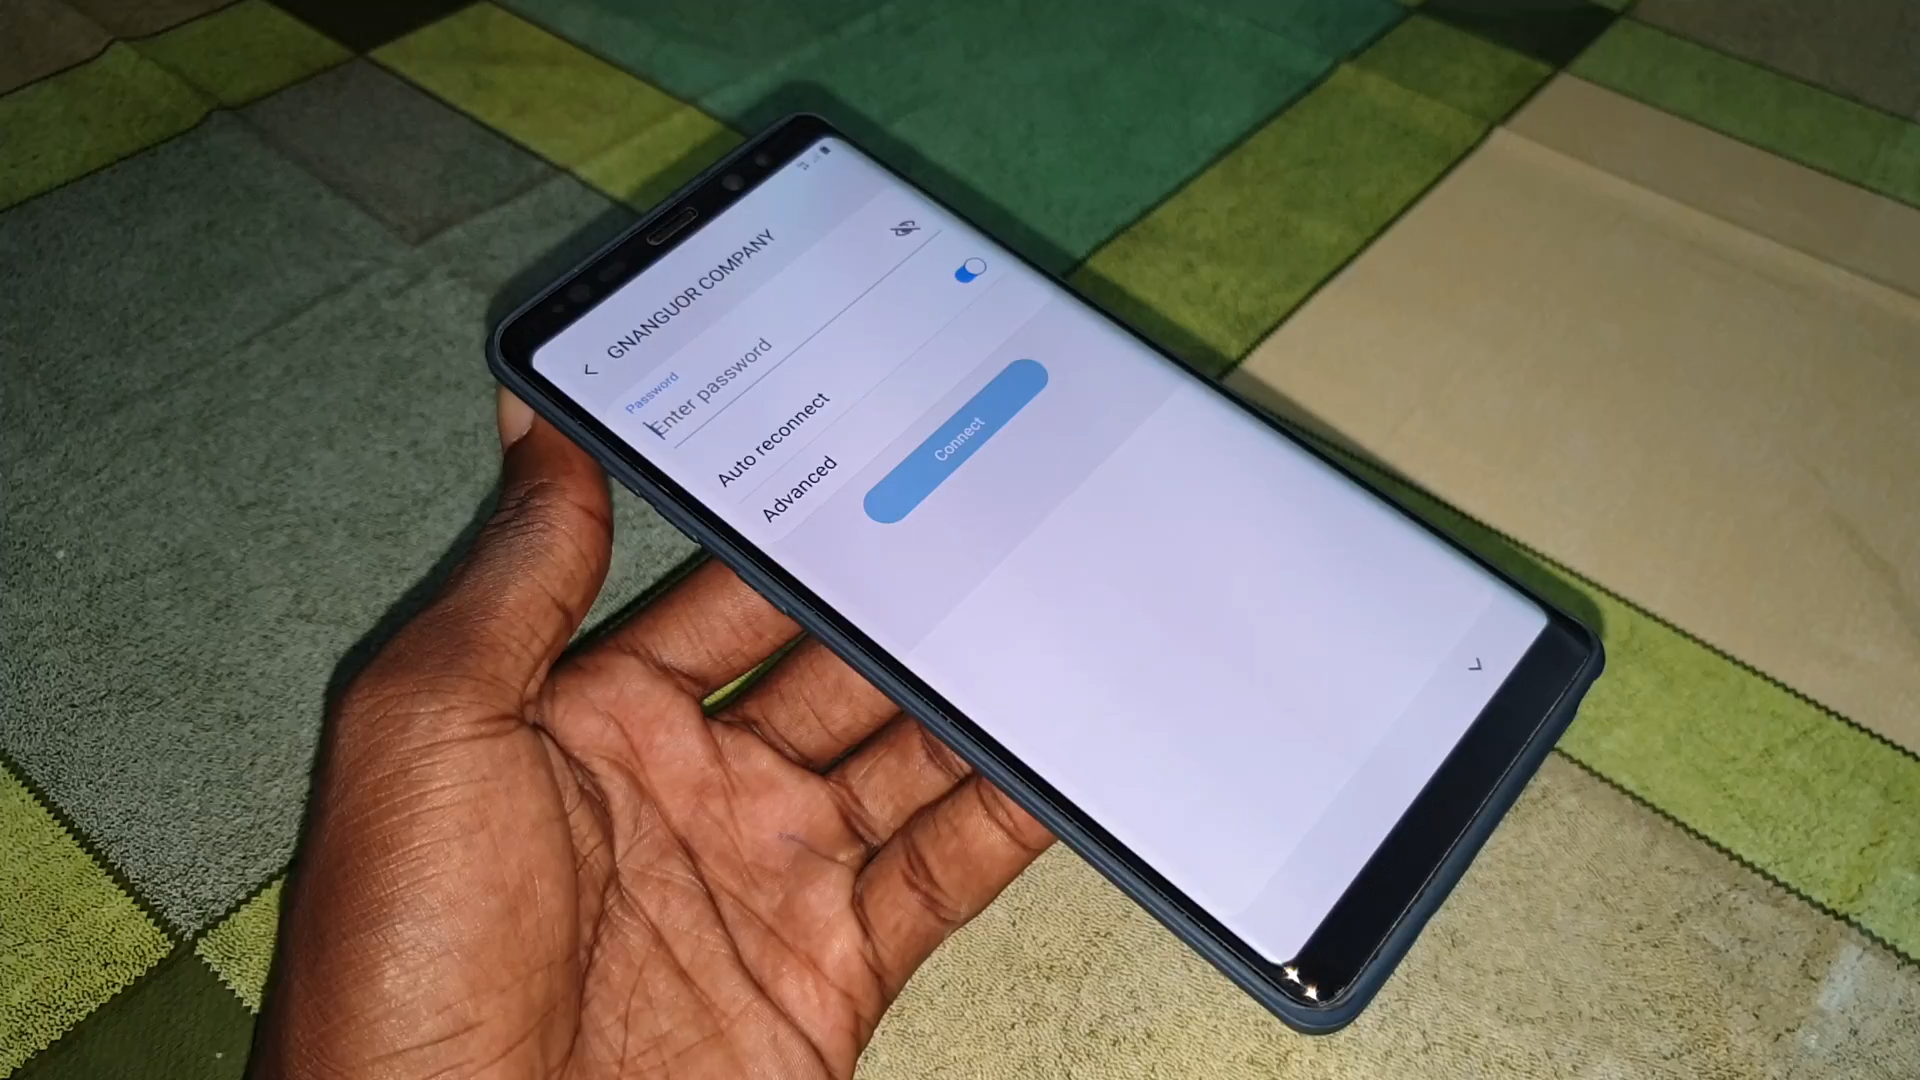 GNANGUOR COMPANY
Password
Enter password
Auto reconnect
Advanced
Connect